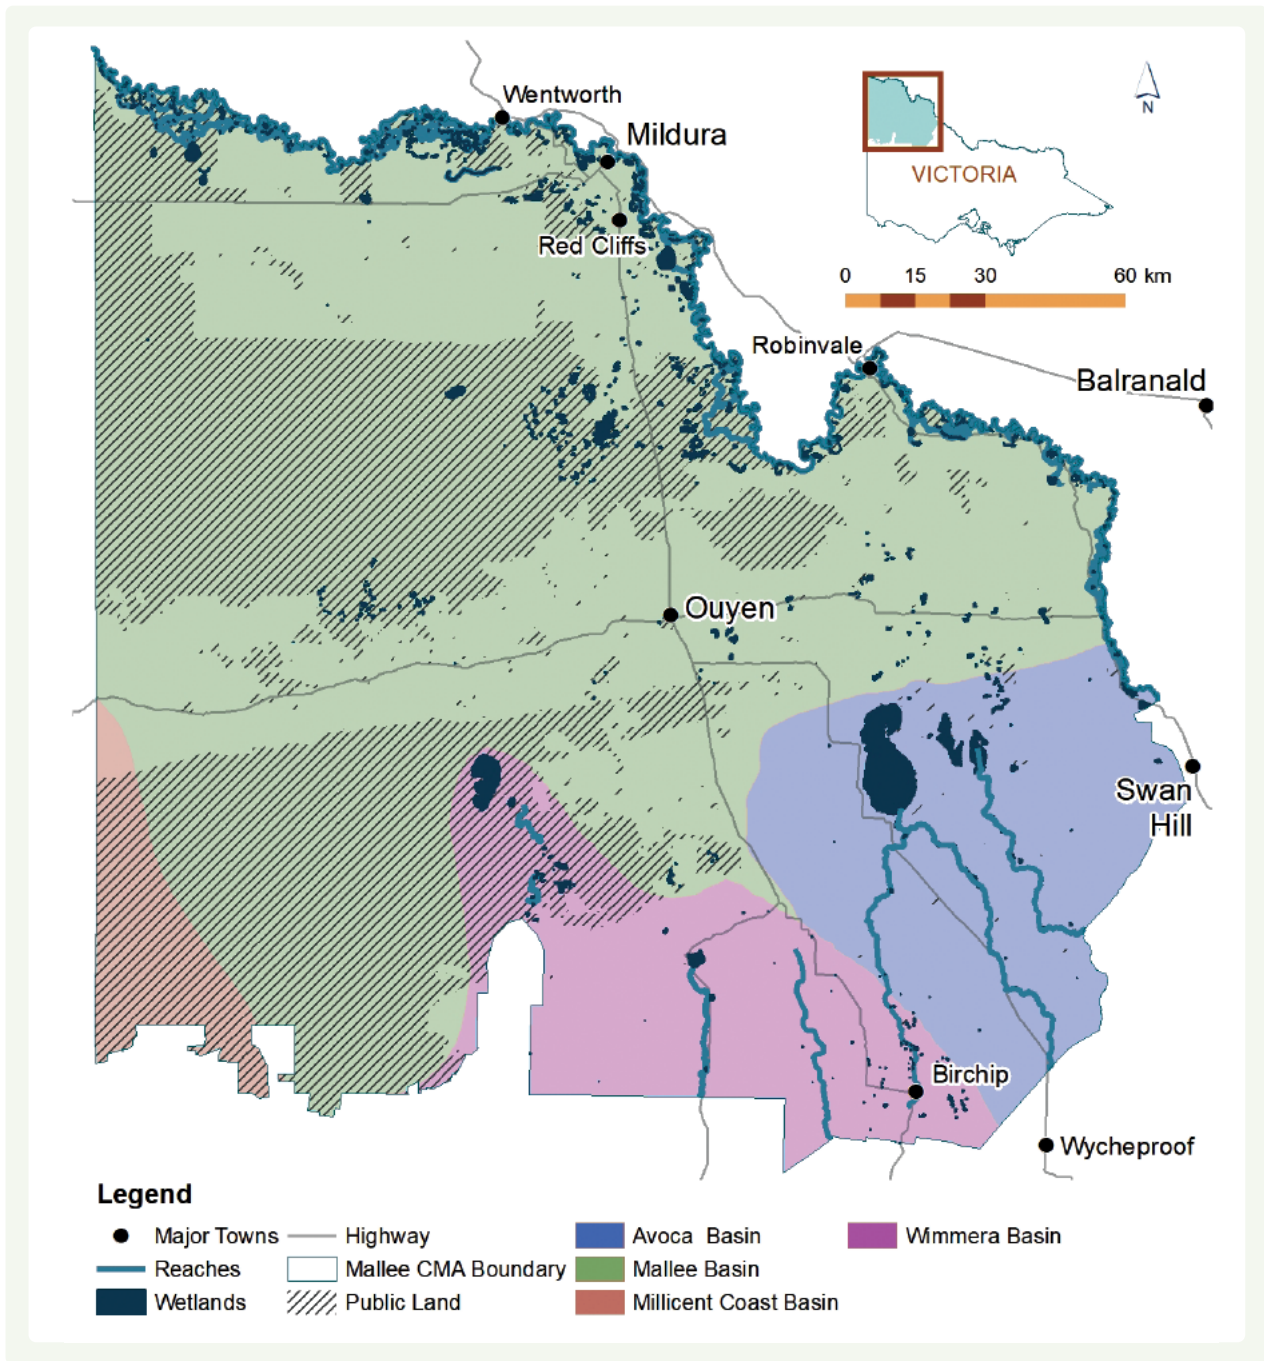 Wentworth
Mildura
N
VICTORIA
Red Cliffs
0 15 30 60 km
Robinvale
Balranald
Ouyen
Swan
Hill
Birchip
Wycheproof
Legend
Major Towns
Highway
Avoca Basin
Wimmera Basin
Reaches
Mallee CMA Boundary
Mallee Basin
Wetlands
Public Land
Millicent Coast Basin